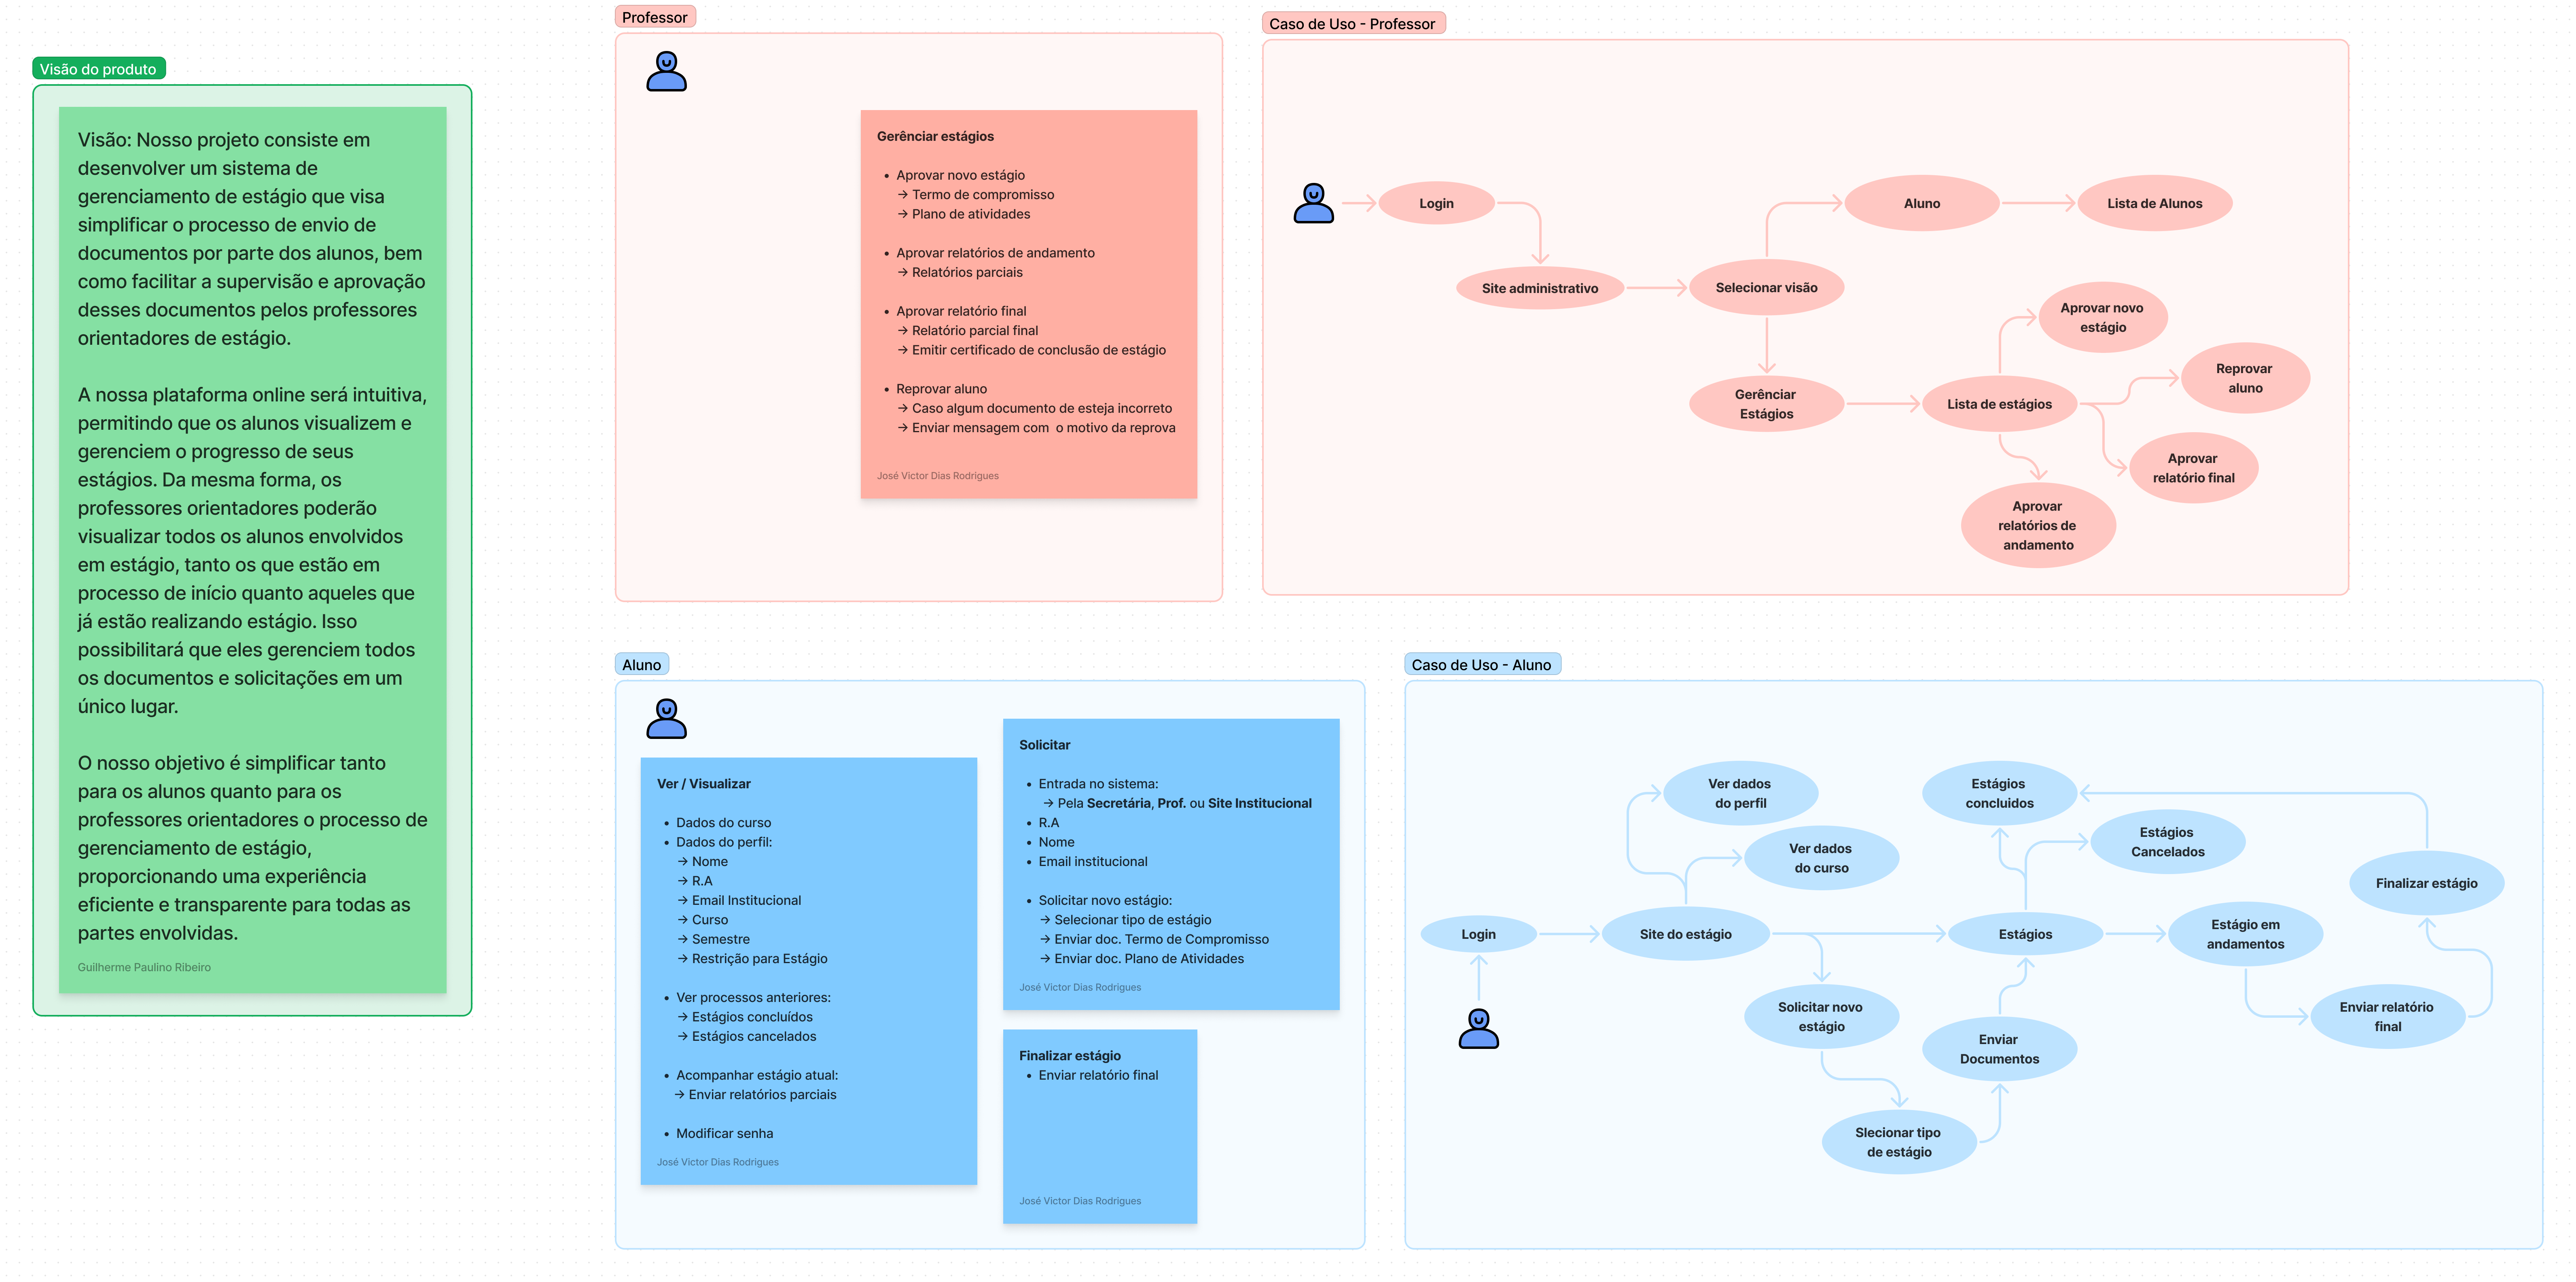 Visão do produto
Visão: Nosso projeto consiste em
desenvolver um sistema de
gerenciamento de estágio que visa
simplificar o processo de envio de
documentos por parte dos alunos, bem
como facilitar a supervisão e aprovação
desses documentos pelos professores
orientadores de estágio.
A nossa plataforma online será intuitiva,
permitindo que os alunos visualizem e
gerenciem o progresso de seus
estágios. Da mesma forma, os
professores orientadores poderão
visualizar todos os alunos envolvidos
em estágio, tanto os que estão em
processo de início quanto aqueles que
já estão realizando estágio. Isso
possibilitará que eles gerenciem todos
os documentos e solicitações em um
único lugar.
O nosso objetivo é simplificar tanto
para os alunos quanto para os
professores orientadores o processo de
gerenciamento de estágio,
proporcionando uma experiência
eficiente e transparente para todas as
partes envolvidas.
Guilherme Paulino Ribeiro
Professor
Gerênciar estágios
• Aprovar novo estágio
→ Termo de compromisso
→ Plano de atividades
• Aprovar relatórios de andamento
→ Relatórios parciais
• Aprovar relatório final
→ Relatório parcial final
→ Emitir certificado de conclusão de estágio
• Reprovar aluno
→ Caso algum documento de esteja incorreto
→ Enviar mensagem com  o motivo da reprova
José Victor Dias Rodrigues
Caso de Uso - Professor
Login
Site administrativo
Selecionar visão
Aluno
Lista de Alunos
Gerênciar
Estágios
Lista de estágios
Aprovar novo
estágio
Reprovar
aluno
Aprovar
relatório final
Aprovar
relatórios de
andamento
Aluno
Ver / Visualizar
• Dados do curso
• Dados do perfil:
→ Nome
→ R.A
→ Email Institucional
→ Curso
→ Semestre
→ Restrição para Estágio
• Ver processos anteriores:
→ Estágios concluídos
→ Estágios cancelados
• Acompanhar estágio atual:
→ Enviar relatórios parciais
• Modificar senha
José Victor Dias Rodrigues
Solicitar
• Entrada no sistema:
→ Pela Secretária, Prof. ou Site Institucional
• R.A
• Nome
• Email institucional
• Solicitar novo estágio:
→ Selecionar tipo de estágio
→ Enviar doc. Termo de Compromisso
→ Enviar doc. Plano de Atividades
José Victor Dias Rodrigues
Finalizar estágio
• Enviar relatório final
José Victor Dias Rodrigues
Caso de Uso - Aluno
Login
Site do estágio
Ver dados
do perfil
Ver dados
do curso
Solicitar novo
estágio
Slecionar tipo
de estágio
Enviar
Documentos
Estágios
Estágios
concluidos
Estágios
Cancelados
Estágio em
andamentos
Enviar relatório
final
Finalizar estágio